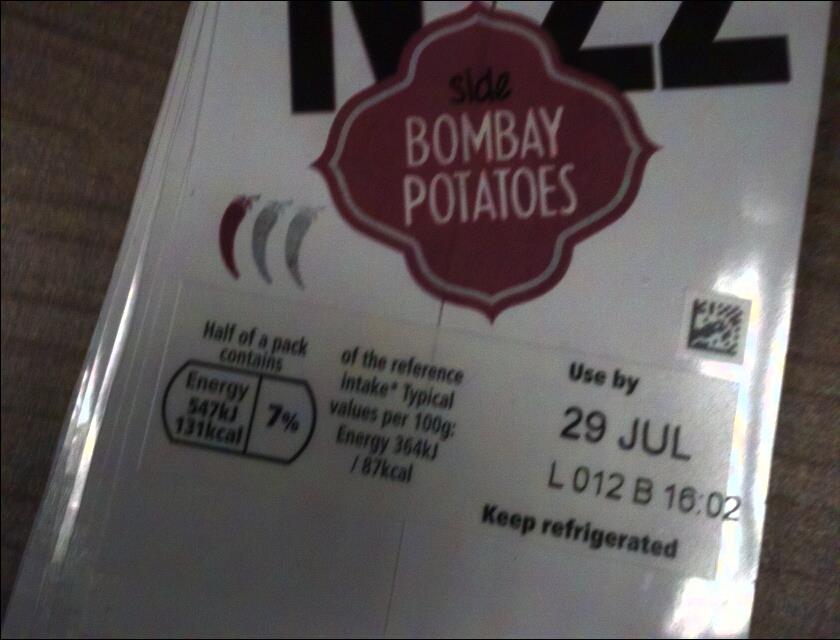 side
BOMBAY
POTATOES
Half of a pack
contains
Energy
547kJ
131kcal
7%
of the reference
intake* Typical
values per 100g:
Energy 364kJ
/ 87kcal
Use by
29 JUL
L 012 B 16:02
Keep refrigerated